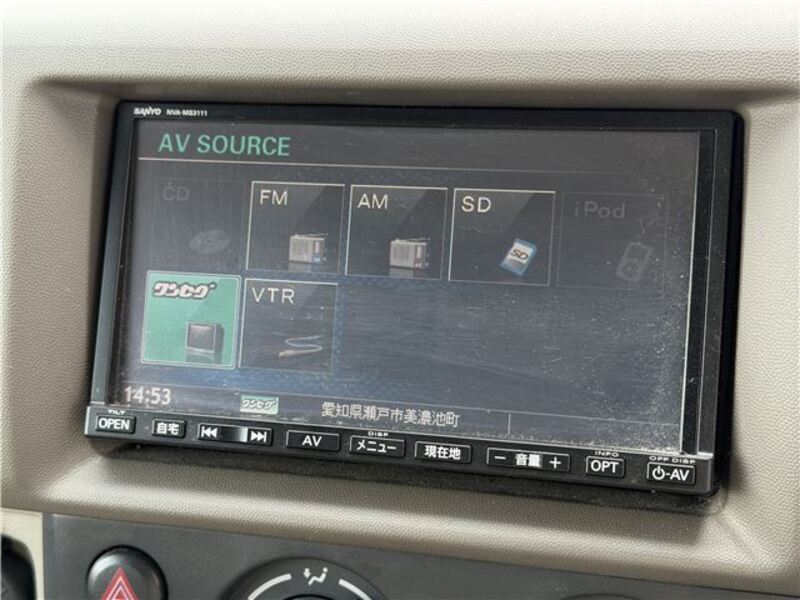 SANYO NVA-MS3111
AV SOURCE
CD FM AM SD iPod
SD
ワンセグ VTR
14:53 ワンセグ 愛知県瀬戸市美濃池町
TILT DISP INFO OFF DISP
OPEN 自宅 AV メニュー 現在地 － 音量 ＋ OPT AV